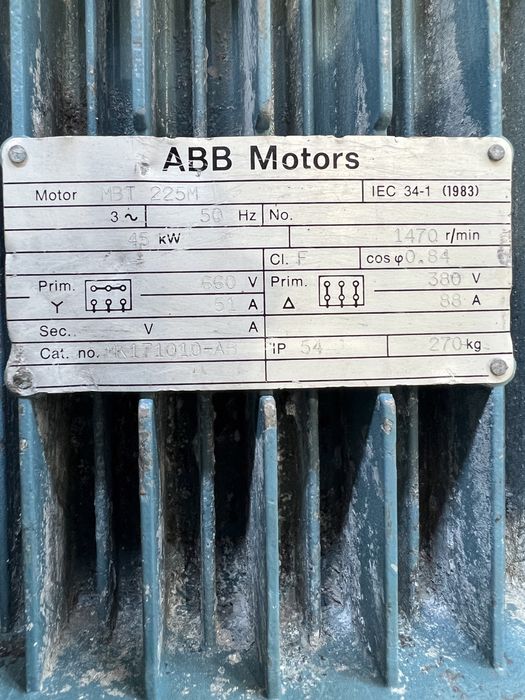 ABB Motors
Motor MBT 225M IEC 34-1 (1983)
3~ 50 Hz No.
45 kW 1470 r/min
Cl. F cos φ 0.84
Prim. 660 V Prim. 380 V
Y 51 A Δ 88 A
Sec.. V A
Cat. no. MK171010-AB IP 54 270 kg